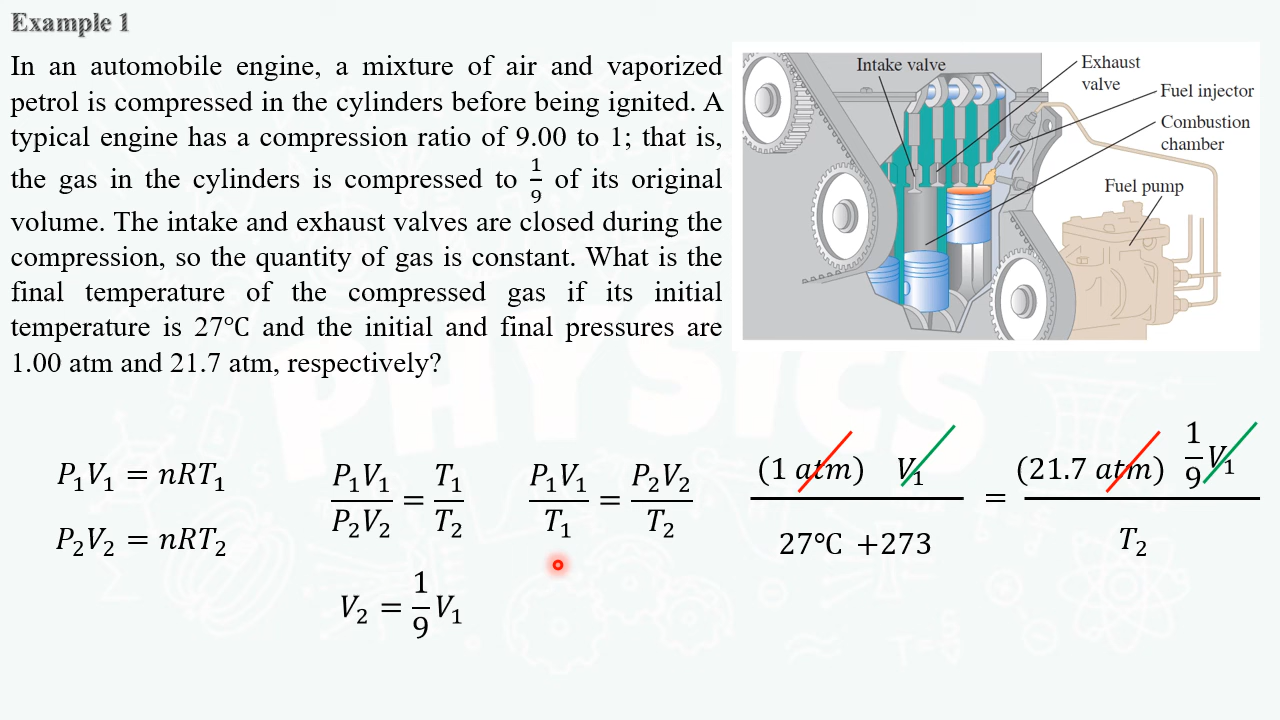 Example 1
In an automobile engine, a mixture of air and vaporized
petrol is compressed in the cylinders before being ignited. A
typical engine has a compression ratio of 9.00 to 1; that is,
the gas in the cylinders is compressed to 1/9 of its original
volume. The intake and exhaust valves are closed during the
compression, so the quantity of gas is constant. What is the
final temperature of the compressed gas if its initial
temperature is 27°C and the initial and final pressures are
1.00 atm and 21.7 atm, respectively?
Intake valve
Exhaust
valve
Fuel injector
Combustion
chamber
Fuel pump
PHYSICS
P₁V₁ = nRT₁
P₂V₂ = nRT₂
P₁V₁/P₂V₂ = T₁/T₂
V₂ = 1/9 V₁
P₁V₁/T₁ = P₂V₂/T₂
(1 atm) V₁ / 27°C +273 = (21.7 atm) 1/9 V₁ / T₂